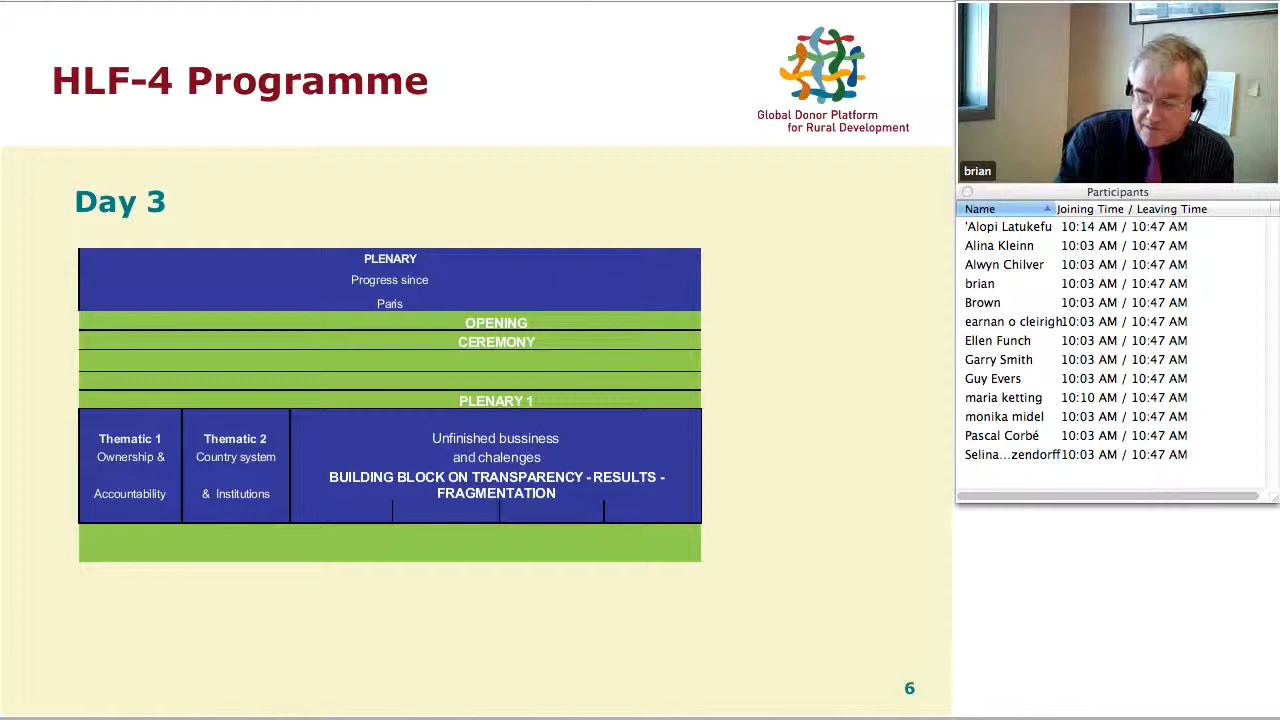 HLF-4 Programme
Global Donor Platform
for Rural Development
Day 3
PLENARY
Progress since
Paris
OPENING
CEREMONY
PLENARY 1
Thematic 1
Ownership &
Accountability
Thematic 2
Country system
& Institutions
Unfinished bussiness
and chalenges
BUILDING BLOCK ON TRANSPARENCY - RESULTS -
FRAGMENTATION
6
brian
Participants
Name Joining Time / Leaving Time
'Alopi Latukefu 10:14 AM / 10:47 AM
Alina Kleinn 10:03 AM / 10:47 AM
Alwyn Chilver 10:03 AM / 10:47 AM
brian 10:03 AM / 10:47 AM
Brown 10:03 AM / 10:47 AM
earnan o cleirigh 10:03 AM / 10:47 AM
Ellen Funch 10:03 AM / 10:47 AM
Garry Smith 10:03 AM / 10:47 AM
Guy Evers 10:03 AM / 10:47 AM
maria ketting 10:10 AM / 10:47 AM
monika midel 10:03 AM / 10:47 AM
Pascal Corbé 10:03 AM / 10:47 AM
Selina...zendorff 10:03 AM / 10:47 AM